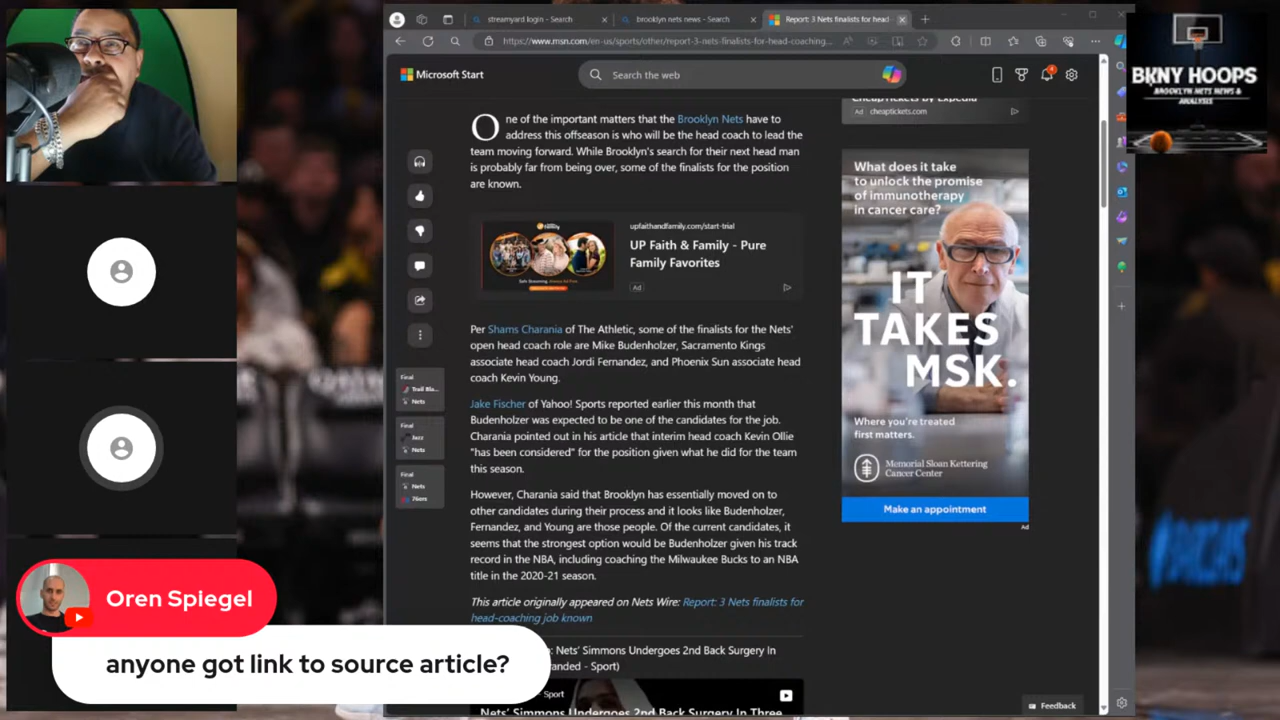 streamyard login - Search
brooklyn nets news - Search
Report: 3 Nets finalists for head-
https://www.msn.com/en-us/sports/other/report-3-nets-finalists-for-head-coaching...
Microsoft Start
Search the web
4
BKNY HOOPS
BROOKLYN NETS NEWS &
ANALYSIS
CheapTickets by Expedia
Ad cheaptickets.com
One of the important matters that the Brooklyn Nets have to
address this offseason is who will be the head coach to lead the
team moving forward. While Brooklyn's search for their next head man
is probably far from being over, some of the finalists for the position
are known.
upfaithandfamily.com/start-trial
UP Faith & Family - Pure
Family Favorites
Ad
Per Shams Charania of The Athletic, some of the finalists for the Nets'
open head coach role are Mike Budenholzer, Sacramento Kings
associate head coach Jordi Fernandez, and Phoenix Sun associate head
coach Kevin Young.
Jake Fischer of Yahoo! Sports reported earlier this month that
Budenholzer was expected to be one of the candidates for the job.
Charania pointed out in his article that interim head coach Kevin Ollie
"has been considered" for the position given what he did for the team
this season.
However, Charania said that Brooklyn has essentially moved on to
other candidates during their process and it looks like Budenholzer,
Fernandez, and Young are those people. Of the current candidates, it
seems that the strongest option would be Budenholzer given his track
record in the NBA, including coaching the Milwaukee Bucks to an NBA
title in the 2020-21 season.
This article originally appeared on Nets Wire: Report: 3 Nets finalists for
head-coaching job known
: Nets' Simmons Undergoes 2nd Back Surgery In
randed - Sport)
- Sport
Nets' Simmons Undergoes 2nd Back Surgery In Three
Final
Trail Bla...
Nets
Final
Jazz
Nets
Final
Nets
76ers
What does it take
to unlock the promise
of immunotherapy
in cancer care?
IT
TAKES
MSK.
Where you're treated
first matters.
Memorial Sloan Kettering
Cancer Center
Make an appointment
Ad
Feedback
Oren Spiegel
anyone got link to source article?